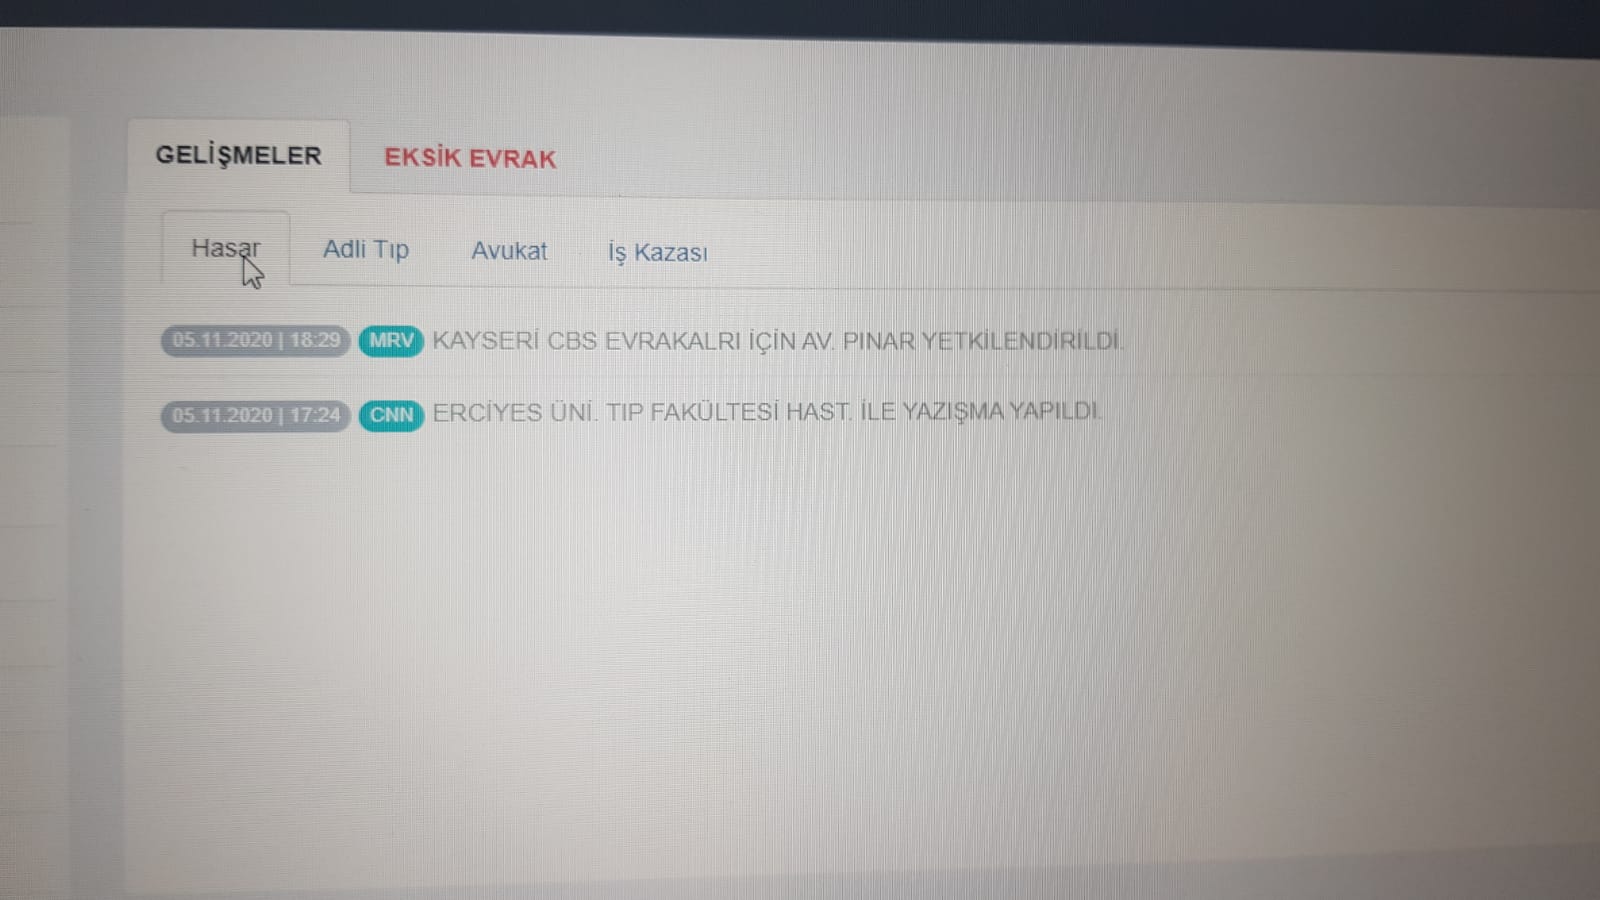 GELİŞMELER EKSİK EVRAK
Hasar Adli Tıp Avukat İş Kazası
05.11.2020 | 18:29 MRV KAYSERİ CBS EVRAKALRI İÇİN AV. PINAR YETKİLENDİRİLDİ.
05.11.2020 | 17:24 CNN ERCİYES ÜNİ. TIP FAKÜLTESİ HAST. İLE YAZIŞMA YAPILDI.